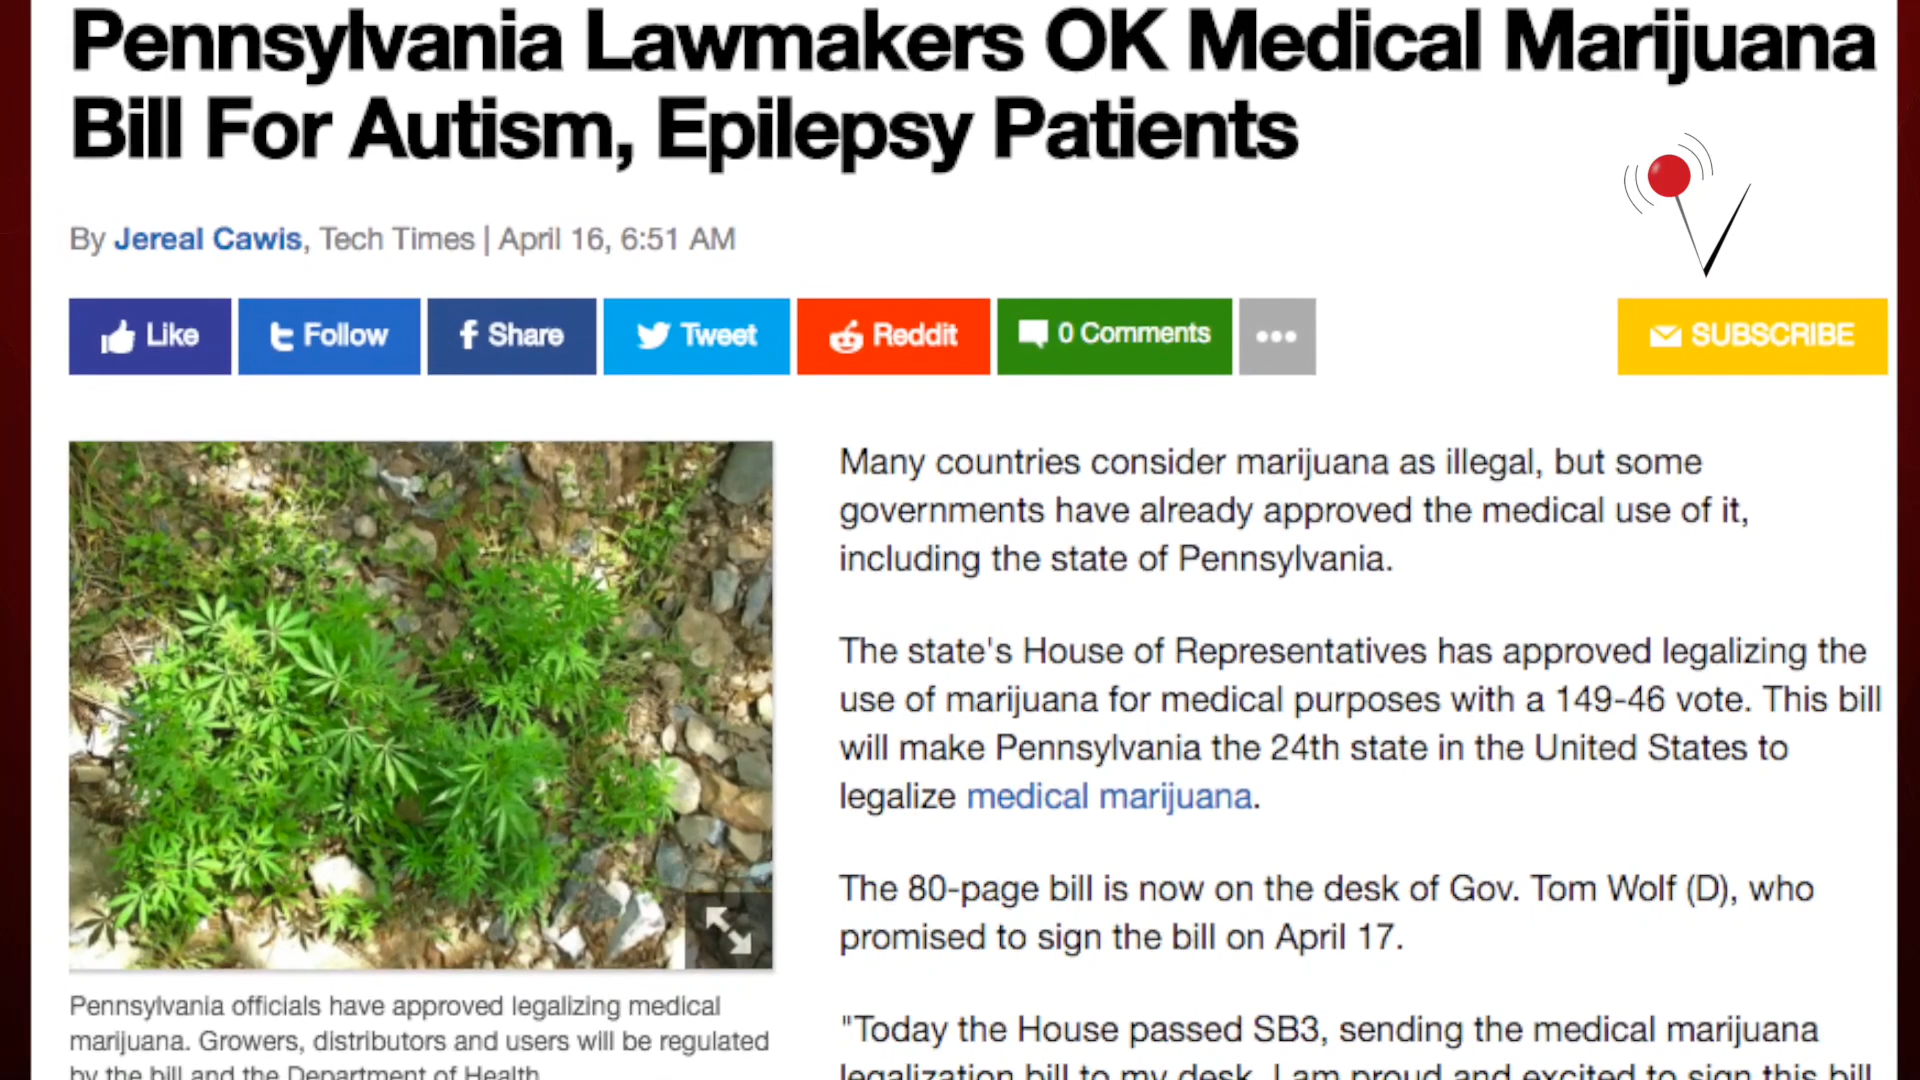 Pennsylvania Lawmakers OK Medical Marijuana
Bill For Autism, Epilepsy Patients
By Jereal Cawis, Tech Times | April 16, 6:51 AM
Like
Follow
Share
Tweet
Reddit
0 Comments
SUBSCRIBE
Many countries consider marijuana as illegal, but some
governments have already approved the medical use of it,
including the state of Pennsylvania.
The state's House of Representatives has approved legalizing the
use of marijuana for medical purposes with a 149-46 vote. This bill
will make Pennsylvania the 24th state in the United States to
legalize medical marijuana.
The 80-page bill is now on the desk of Gov. Tom Wolf (D), who
promised to sign the bill on April 17.
"Today the House passed SB3, sending the medical marijuana
legalization bill to my desk. I am proud and excited to sign this bill
Pennsylvania officials have approved legalizing medical
marijuana. Growers, distributors and users will be regulated
by the bill and the Department of Health.